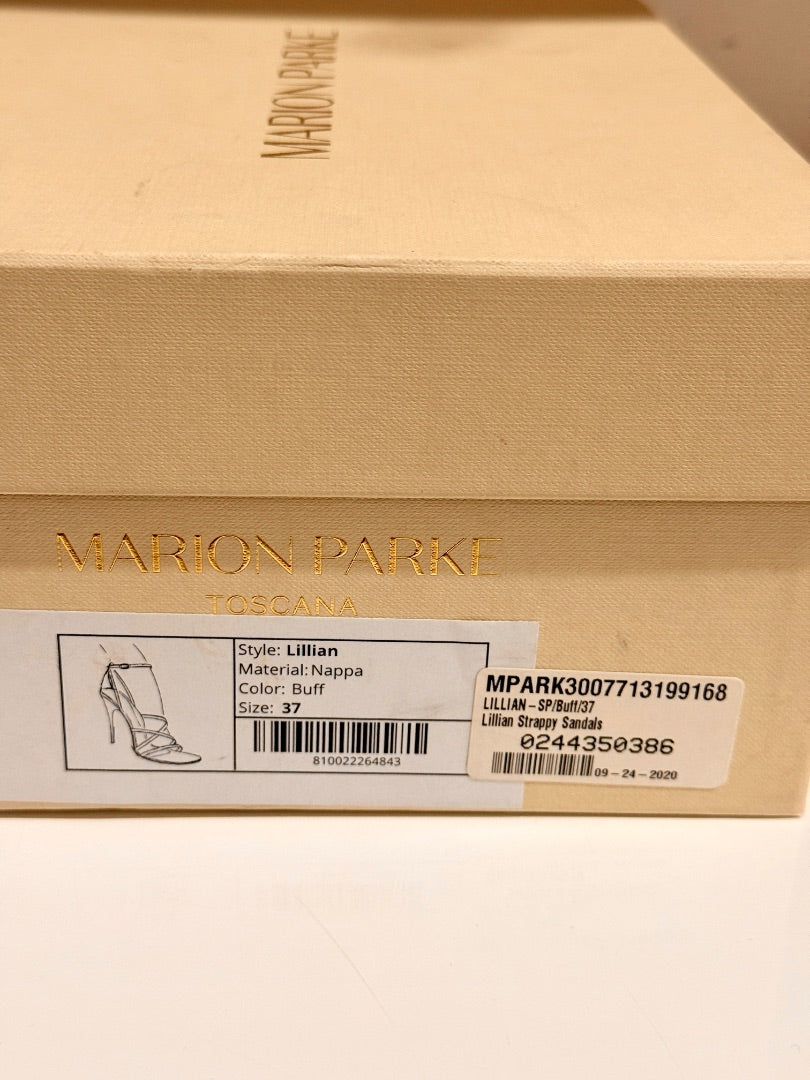 MARION PARKE
MARION PARKE
TOSCANA
Style: Lillian
Material: Nappa
Color: Buff
Size: 37
810022264843
MPARK3007713199168
LILLIAN-SP/Buff/37
Lillian Strappy Sandals
0244350386
09-24-2020